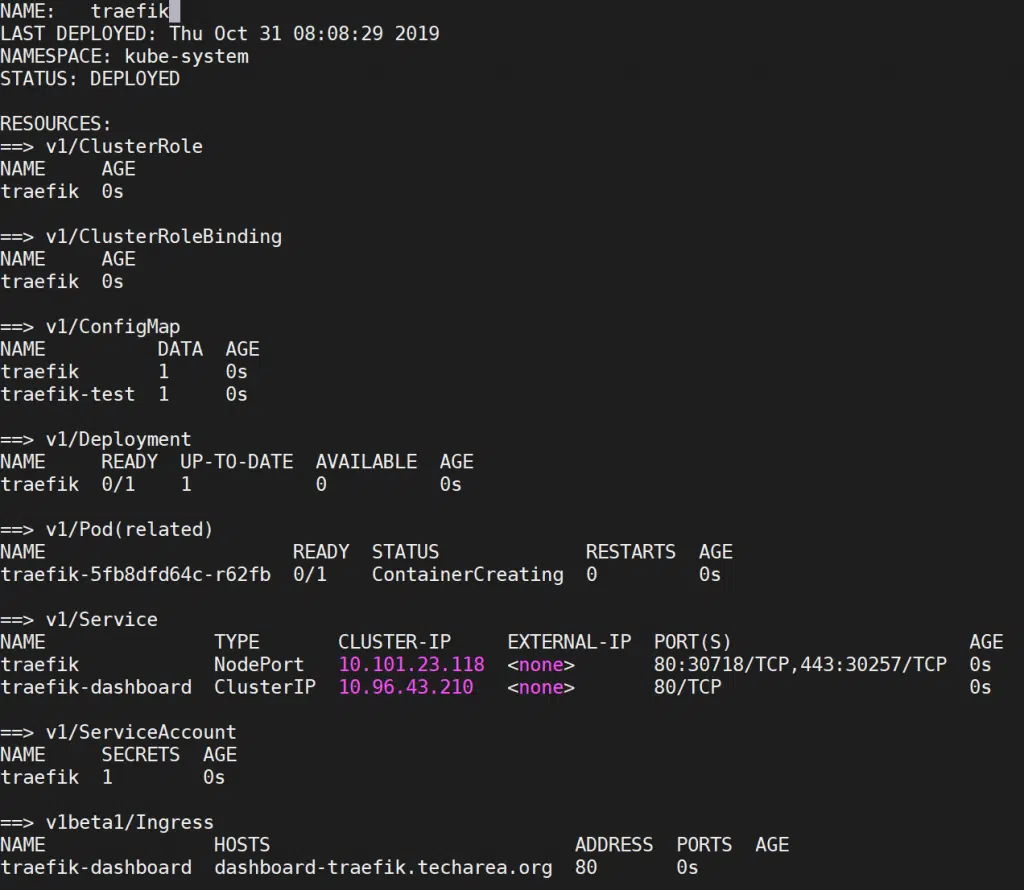 NAME:   traefik
LAST DEPLOYED: Thu Oct 31 08:08:29 2019
NAMESPACE: kube-system
STATUS: DEPLOYED

RESOURCES:
==> v1/ClusterRole
NAME     AGE
traefik  0s

==> v1/ClusterRoleBinding
NAME     AGE
traefik  0s

==> v1/ConfigMap
NAME          DATA  AGE
traefik       1     0s
traefik-test  1     0s

==> v1/Deployment
NAME     READY  UP-TO-DATE  AVAILABLE  AGE
traefik  0/1    1           0          0s

==> v1/Pod(related)
NAME                      READY  STATUS             RESTARTS  AGE
traefik-5fb8dfd64c-r62fb  0/1    ContainerCreating  0         0s

==> v1/Service
NAME               TYPE       CLUSTER-IP     EXTERNAL-IP  PORT(S)                     AGE
traefik            NodePort   10.101.23.118  <none>       80:30718/TCP,443:30257/TCP  0s
traefik-dashboard  ClusterIP  10.96.43.210   <none>       80/TCP                      0s

==> v1/ServiceAccount
NAME     SECRETS  AGE
traefik  1        0s

==> v1beta1/Ingress
NAME               HOSTS                           ADDRESS  PORTS  AGE
traefik-dashboard  dashboard-traefik.techarea.org  80       0s